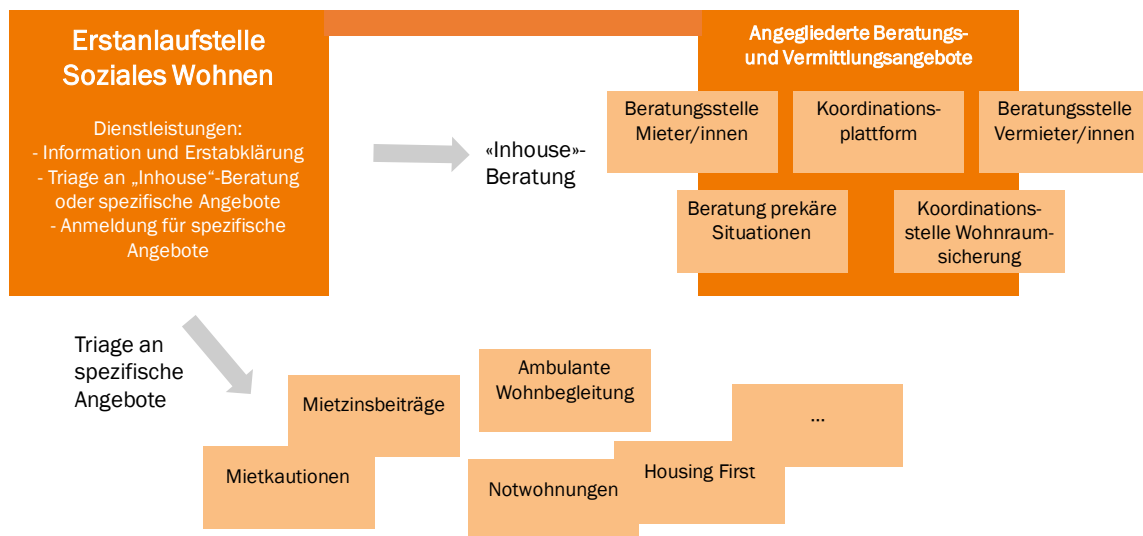 Erstanlaufstelle
Soziales Wohnen
Dienstleistungen:
- Information und Erstabklärung
- Triage an „Inhouse“-Beratung
oder spezifische Angebote
- Anmeldung für spezifische
Angebote
«Inhouse»-
Beratung
Angegliederte Beratungs-
und Vermittlungsangebote
Beratungsstelle
Mieter/innen
Koordinations-
plattform
Beratungsstelle
Vermieter/innen
Beratung prekäre
Situationen
Koordinations-
stelle Wohnraum-
sicherung
Triage an
spezifische
Angebote
Mietzinsbeiträge
Ambulante
Wohnbegleitung
...
Mietkautionen
Notwohnungen
Housing First